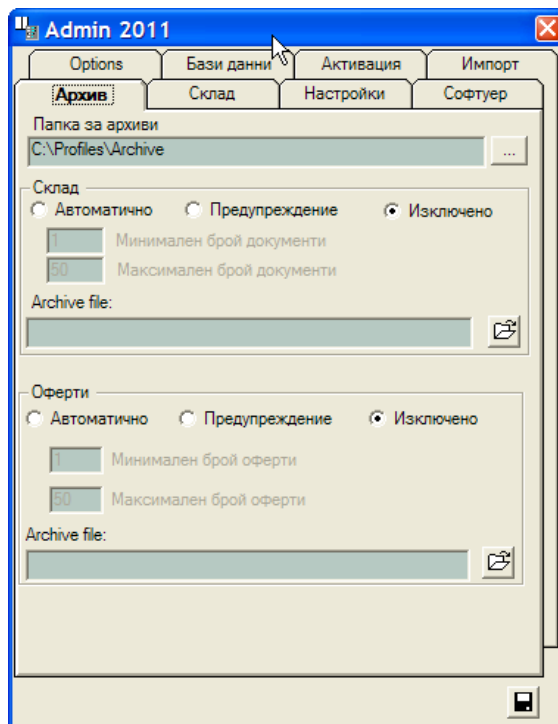 Admin 2011
Options Бази данни Активация Импорт
Архив Склад Настройки Софтуер
Папка за архиви
C:\Profiles\Archive ...
Склад
Автоматично Предупреждение Изключено
1 Минимален брой документи
50 Максимален брой документи
Archive file:
Оферти
Автоматично Предупреждение Изключено
1 Минимален брой оферти
50 Максимален брой оферти
Archive file: